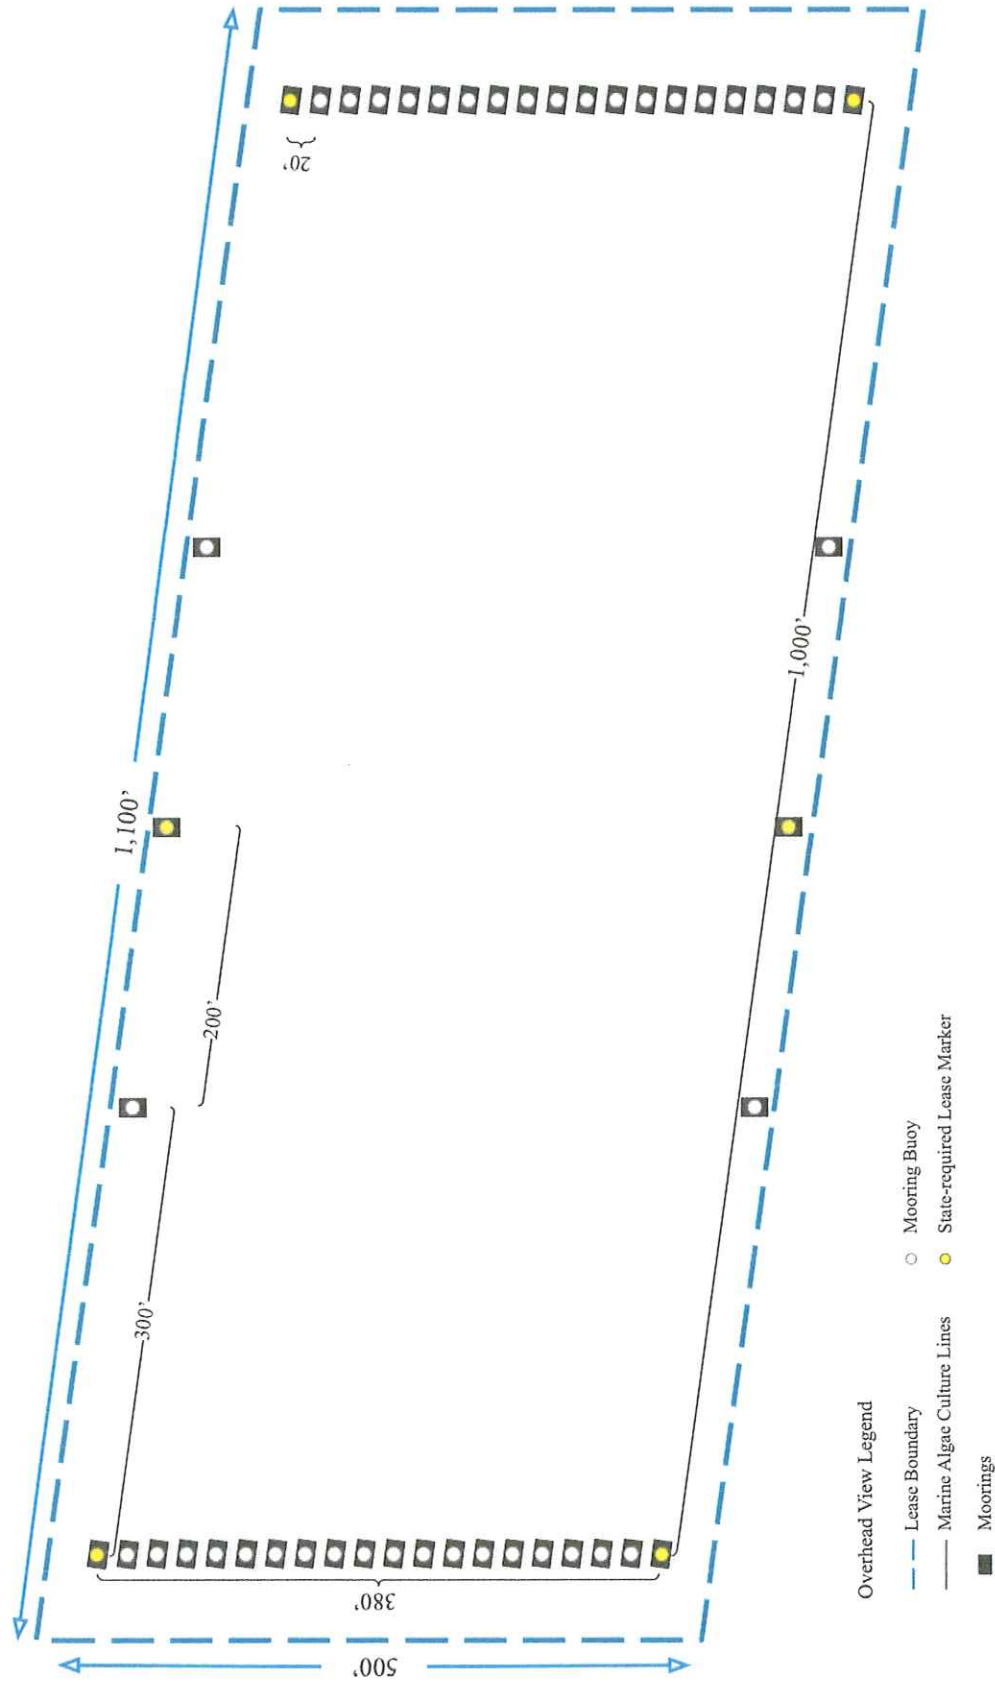 1,100’
20’
200’
300’
1,000’
380’
500’
Overhead View Legend
Lease Boundary
Marine Algae Culture Lines
Moorings
Mooring Buoy
State-required Lease Marker